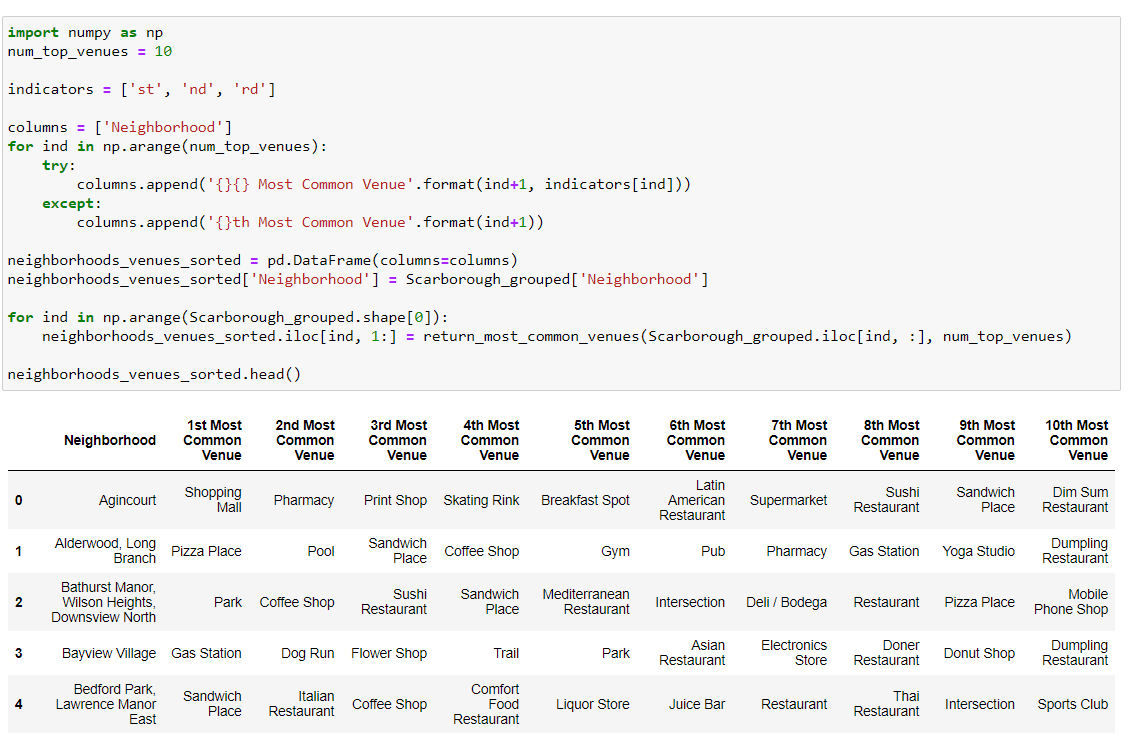 import numpy as np
num_top_venues = 10

indicators = ['st', 'nd', 'rd']

columns = ['Neighborhood']
for ind in np.arange(num_top_venues):
    try:
        columns.append('{}{} Most Common Venue'.format(ind+1, indicators[ind]))
    except:
        columns.append('{}th Most Common Venue'.format(ind+1))

neighborhoods_venues_sorted = pd.DataFrame(columns=columns)
neighborhoods_venues_sorted['Neighborhood'] = Scarborough_grouped['Neighborhood']

for ind in np.arange(Scarborough_grouped.shape[0]):
    neighborhoods_venues_sorted.iloc[ind, 1:] = return_most_common_venues(Scarborough_grouped.iloc[ind, :], num_top_venues)

neighborhoods_venues_sorted.head()

Neighborhood 1st Most Common Venue 2nd Most Common Venue 3rd Most Common Venue 4th Most Common Venue 5th Most Common Venue 6th Most Common Venue 7th Most Common Venue 8th Most Common Venue 9th Most Common Venue 10th Most Common Venue
0 Agincourt Shopping Mall Pharmacy Print Shop Skating Rink Breakfast Spot Latin American Restaurant Supermarket Sushi Restaurant Sandwich Place Dim Sum Restaurant
1 Alderwood, Long Branch Pizza Place Pool Sandwich Place Coffee Shop Gym Pub Pharmacy Gas Station Yoga Studio Dumpling Restaurant
2 Bathurst Manor, Wilson Heights, Downsview North Park Coffee Shop Sushi Restaurant Sandwich Place Mediterranean Restaurant Intersection Deli / Bodega Restaurant Pizza Place Mobile Phone Shop
3 Bayview Village Gas Station Dog Run Flower Shop Trail Park Asian Restaurant Electronics Store Doner Restaurant Donut Shop Dumpling Restaurant
4 Bedford Park, Lawrence Manor East Sandwich Place Italian Restaurant Coffee Shop Comfort Food Restaurant Liquor Store Juice Bar Restaurant Thai Restaurant Intersection Sports Club